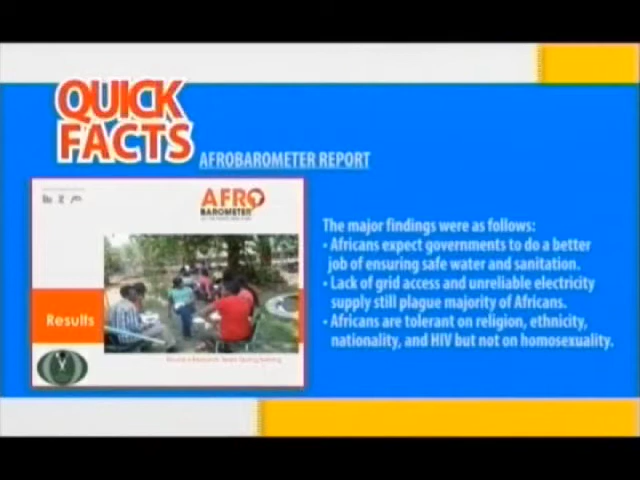 QUICK
FACTS
AFROBAROMETER REPORT
AFRO
BAROMETER
Results
The major findings were as follows:
• Africans expect governments to do a better
job of ensuring safe water and sanitation.
• Lack of grid access and unreliable electricity
supply still plague majority of Africans.
• Africans are tolerant on religion, ethnicity,
nationality, and HIV but not on homosexuality.